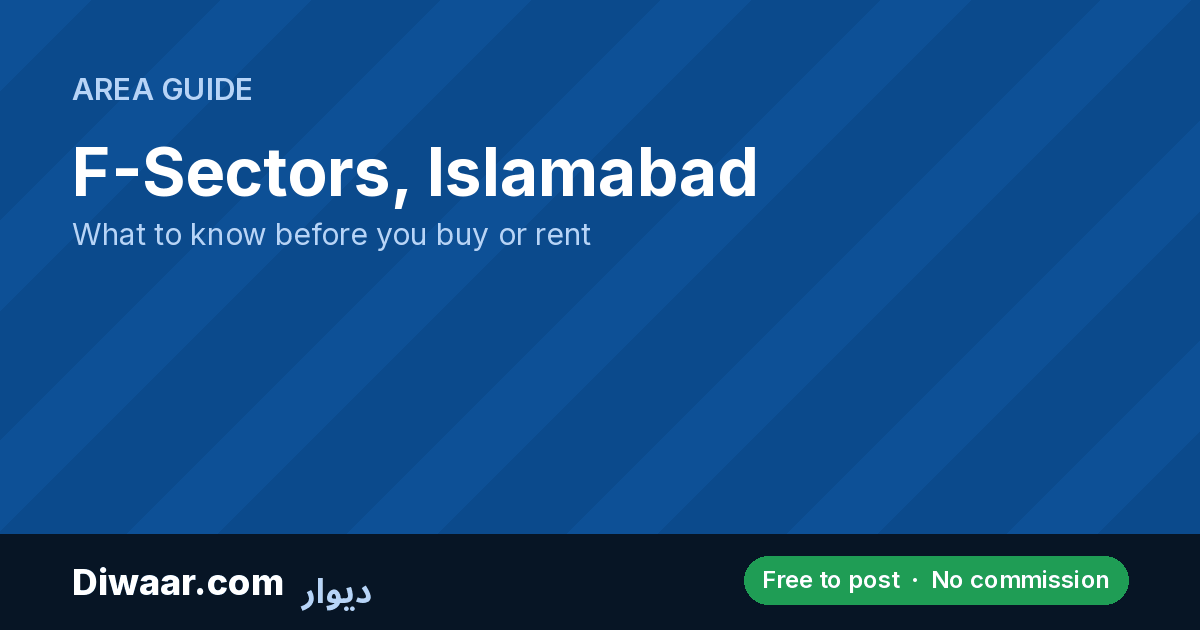 AREA GUIDE
F-Sectors, Islamabad
What to know before you buy or rent
Diwaar.com دیوار
Free to post · No commission